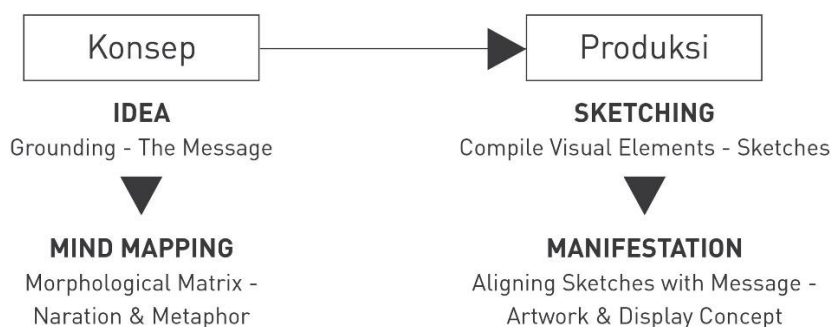 Konsep
IDEA
Grounding - The Message
MIND MAPPING
Morphological Matrix -
Naration & Metaphor
Produksi
SKETCHING
Compile Visual Elements - Sketches
MANIFESTATION
Aligning Sketches with Message -
Artwork & Display Concept